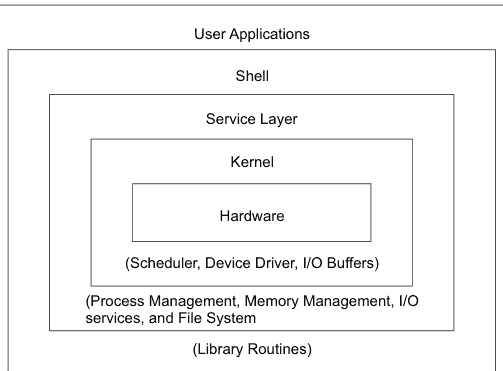 User Applications
Shell
Service Layer
Kernel
Hardware
(Scheduler, Device Driver, I/O Buffers)
(Process Management, Memory Management, I/O
services, and File System
(Library Routines)